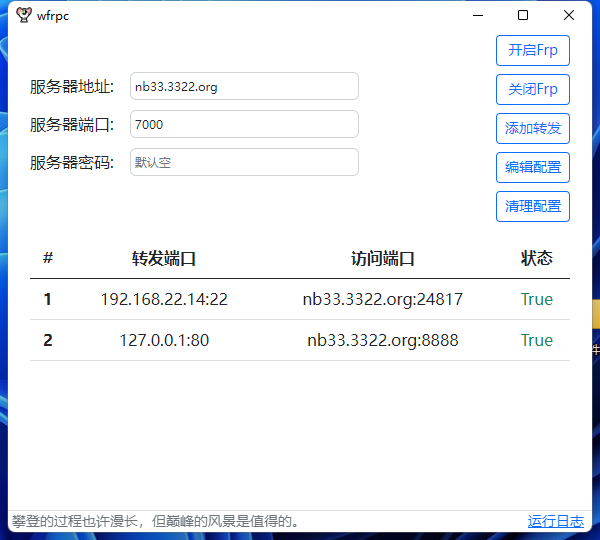 wfrpc
开启Frp
服务器地址: nb33.3322.org
关闭Frp
服务器端口: 7000
添加转发
服务器密码: 默认空
编辑配置
清理配置
# 转发端口 访问端口 状态
1 192.168.22.14:22 nb33.3322.org:24817 True
2 127.0.0.1:80 nb33.3322.org:8888 True
件
攀登的过程也许漫长，但巅峰的风景是值得的。 运行日志